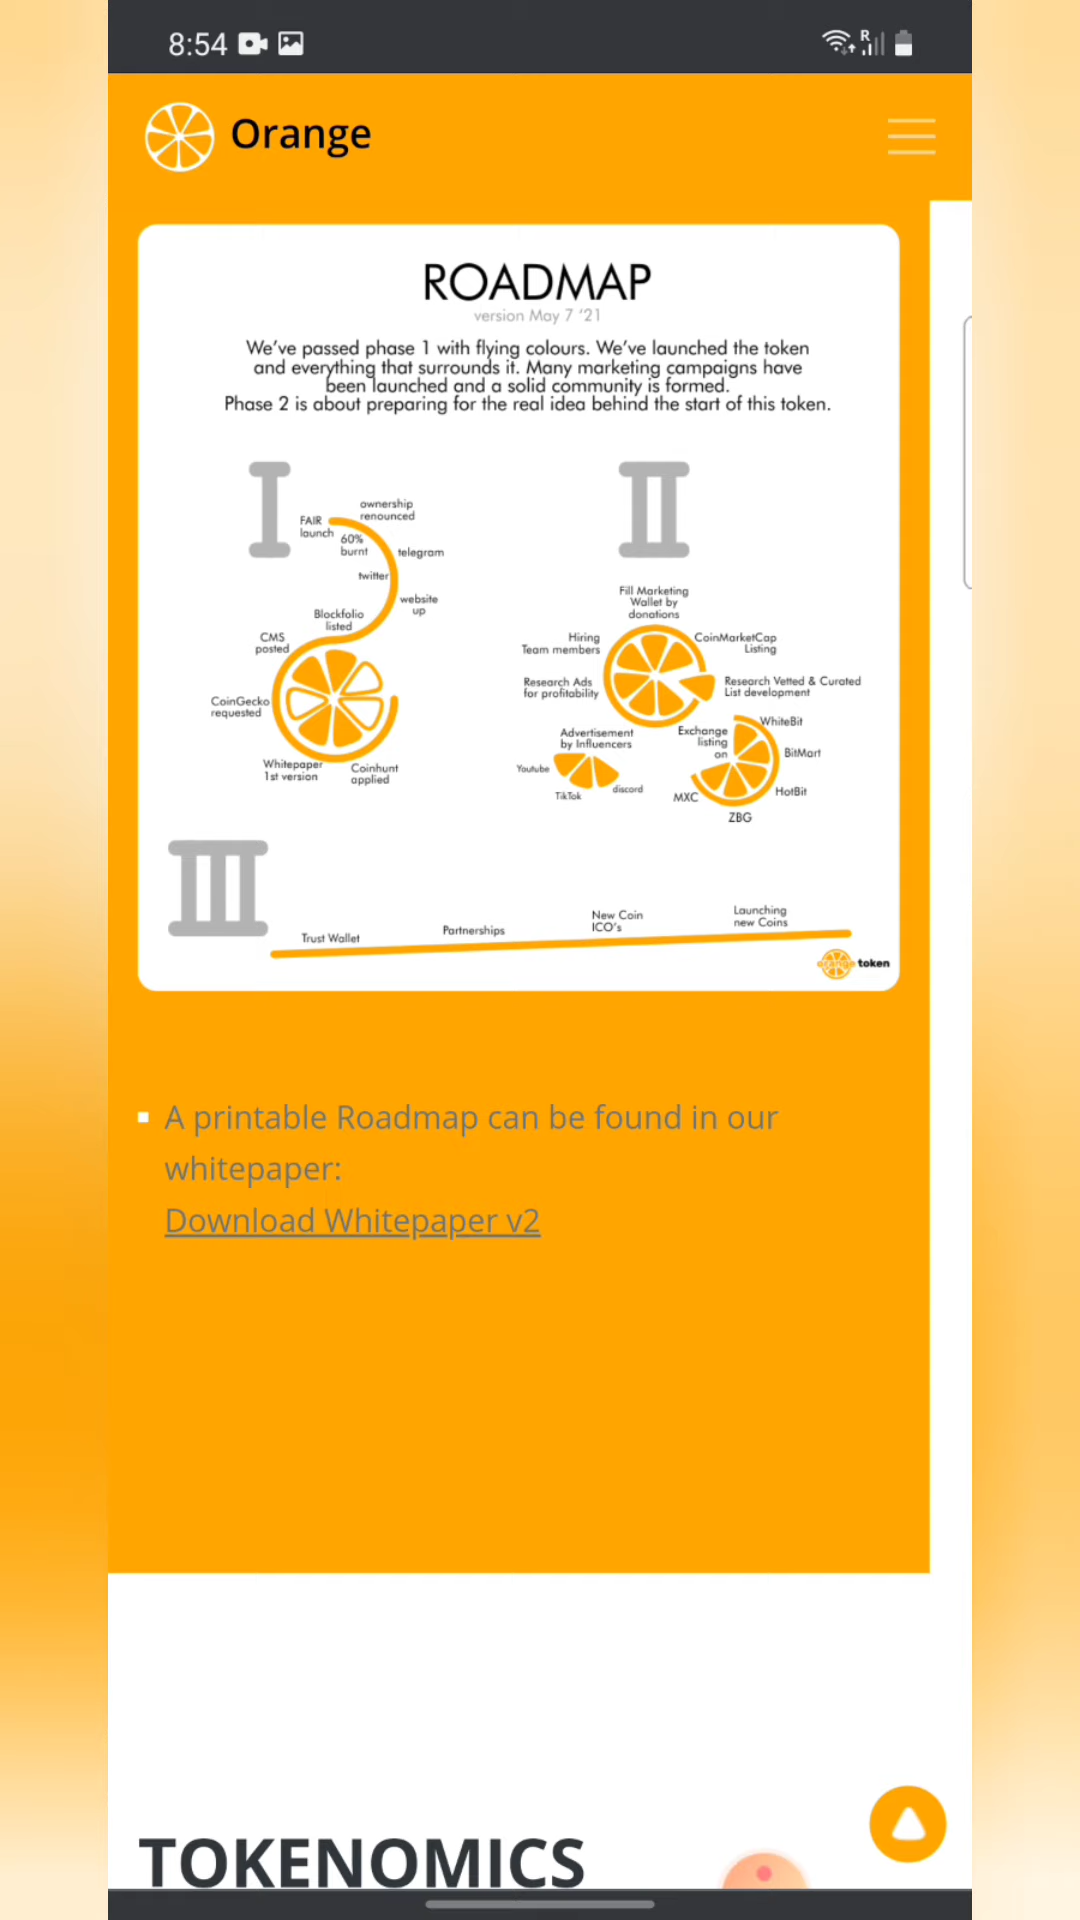 8:54
R
Orange
ROADMAP
version May 7 '21
We've passed phase 1 with flying colours. We've launched the token
and everything that surrounds it. Many marketing campaigns have
been launched and a solid community is formed.
Phase 2 is about preparing for the real idea behind the start of this token.
I
FAIR
launch
ownership
renounced
60%
burnt
telegram
twitter
website
up
Blockfolio
listed
CMS
posted
CoinGecko
requested
Whitepaper
1st version
Coinhunt
applied
II
Fill Marketing
Wallet by
donations
Hiring
Team members
CoinMarketCap
Listing
Research Ads
for profitability
Research Vetted & Curated
List development
Advertisement
by Influencers
Youtube
TikTok
discord
Exchange
listing
on
WhiteBit
BitMart
HotBit
ZBG
MXC
III
Trust Wallet
Partnerships
New Coin
ICO's
Launching
new Coins
orange token
A printable Roadmap can be found in our
whitepaper:
Download Whitepaper v2
TOKENOMICS